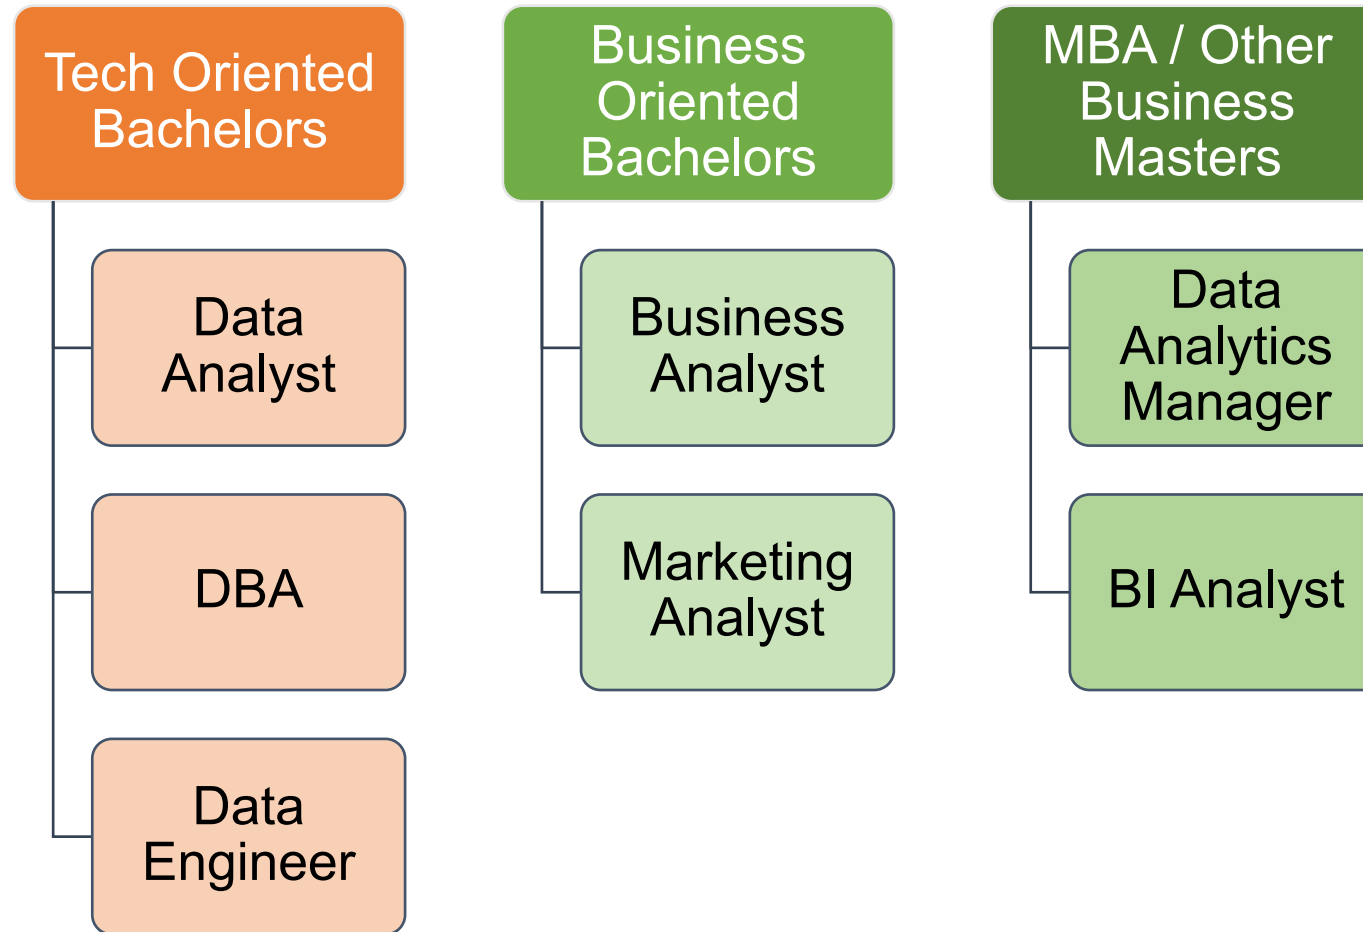 Tech Oriented
Bachelors
Data
Analyst
DBA
Data
Engineer
Business
Oriented
Bachelors
Business
Analyst
Marketing
Analyst
MBA / Other
Business
Masters
Data
Analytics
Manager
BI Analyst